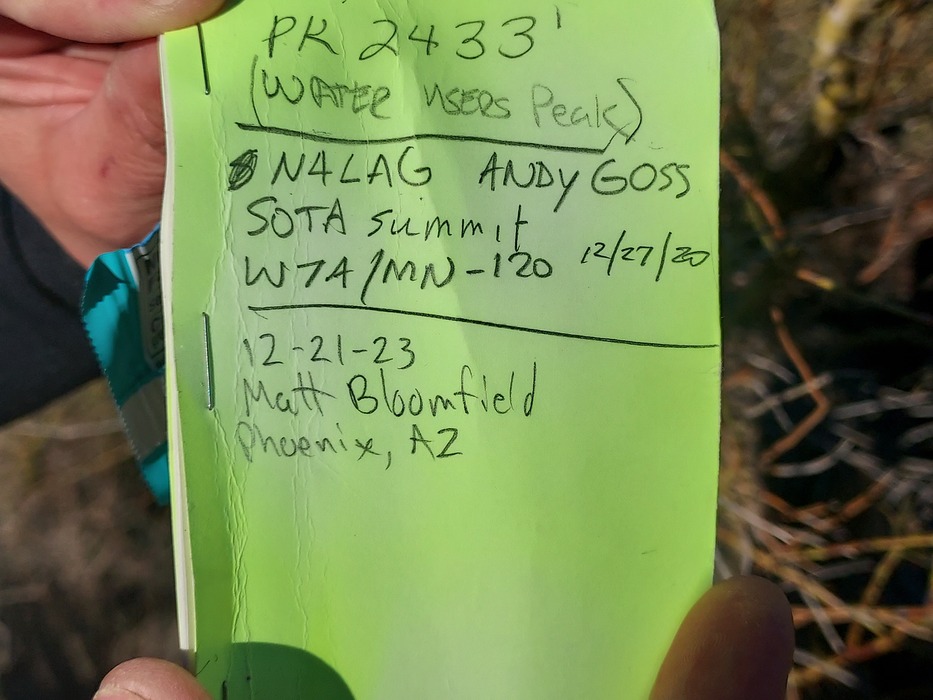 PK 2433'
(WATER USERS Peak)
N4LAG ANDY GOSS
SOTA summit
W7A/MN-120 12/27/20
12-21-23
Matt Bloomfield
Phoenix, AZ